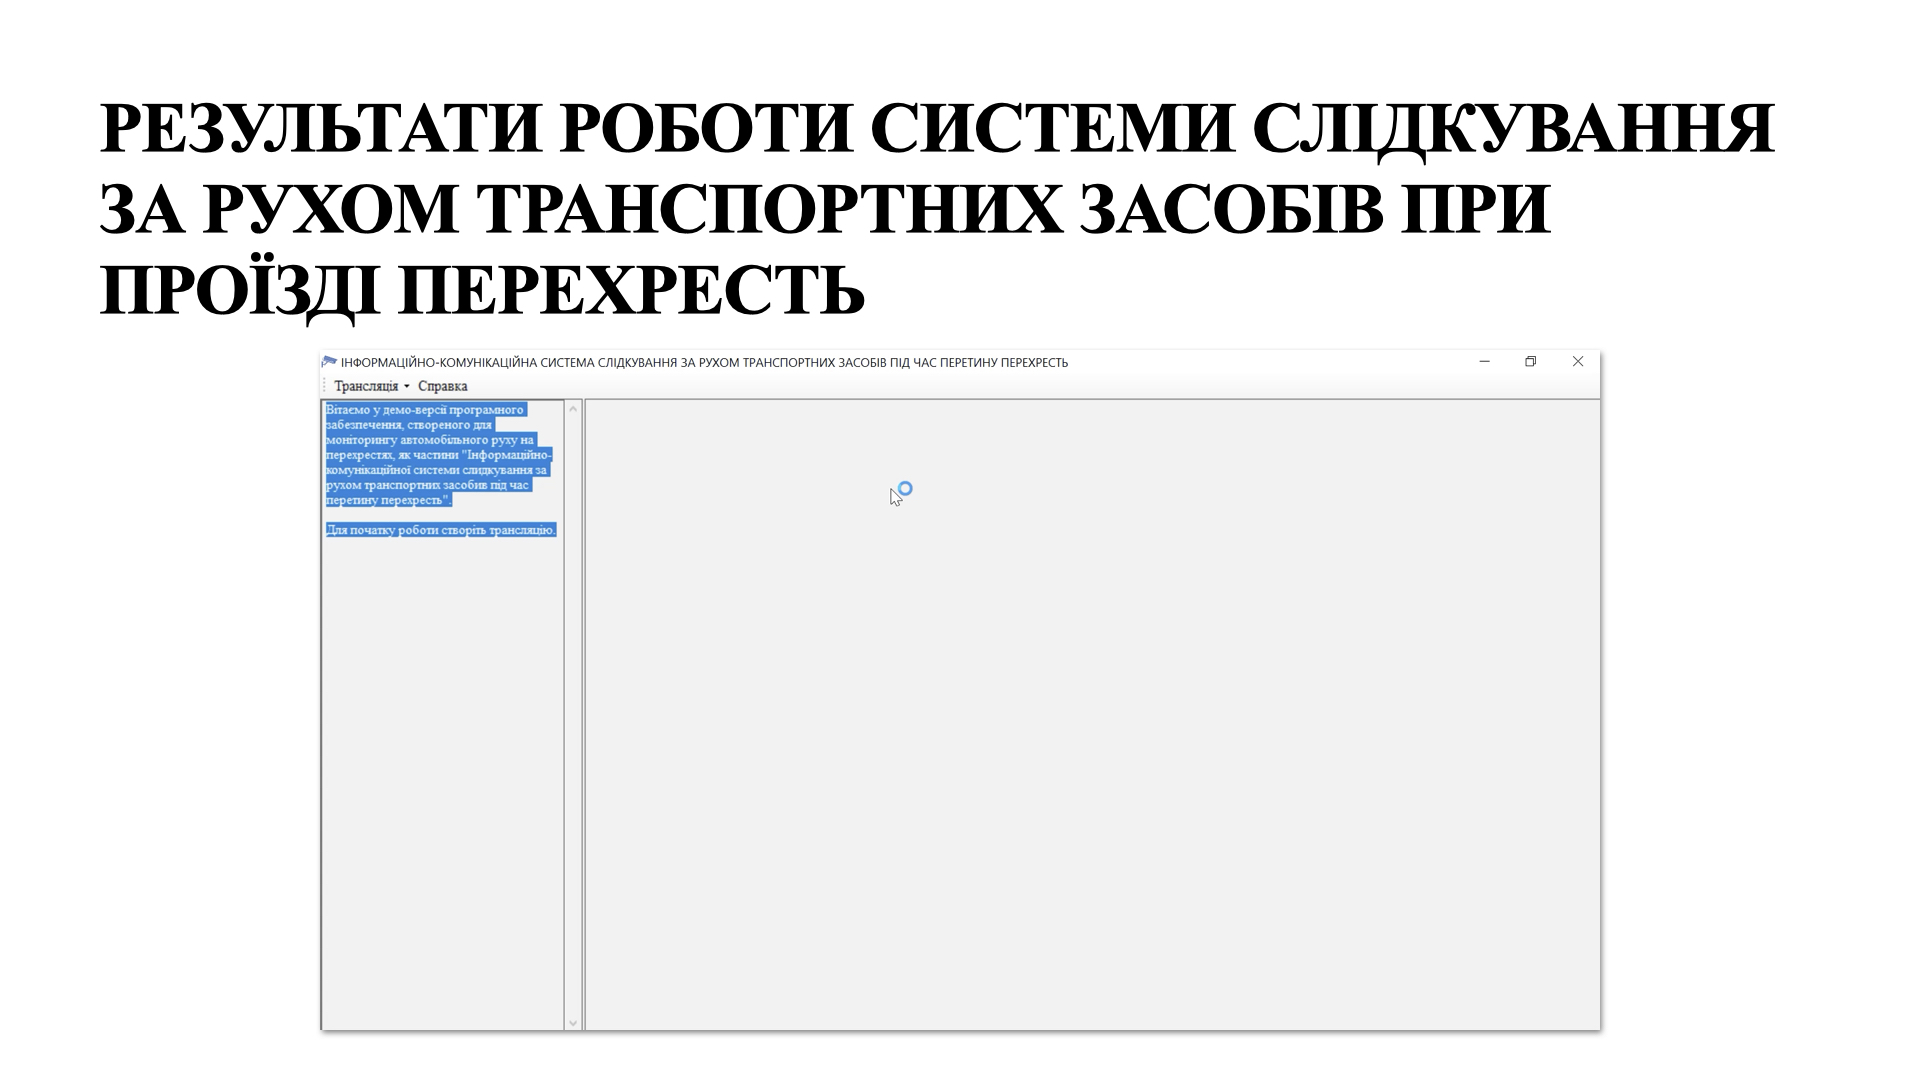 РЕЗУЛЬТАТИ РОБОТИ СИСТЕМИ СЛІДКУВАННЯ
ЗА РУХОМ ТРАНСПОРТНИХ ЗАСОБІВ ПРИ
ПРОЇЗДІ ПЕРЕХРЕСТЬ
ІНФОРМАЦІЙНО-КОМУНІКАЦІЙНА СИСТЕМА СЛІДКУВАННЯ ЗА РУХОМ ТРАНСПОРТНИХ ЗАСОБІВ ПІД ЧАС ПЕРЕТИНУ ПЕРЕХРЕСТЬ
Трансляція Справка
Вітаємо у демо-версії програмного
забезпечення, створеного для
моніторингу автомобільного руху на
перехрестях, як частини "Інформаційно-
комунікаційної системи слидкування за
рухом транспортних засобив під час
перетину перехресть".
Для початку роботи створіть трансляцію.